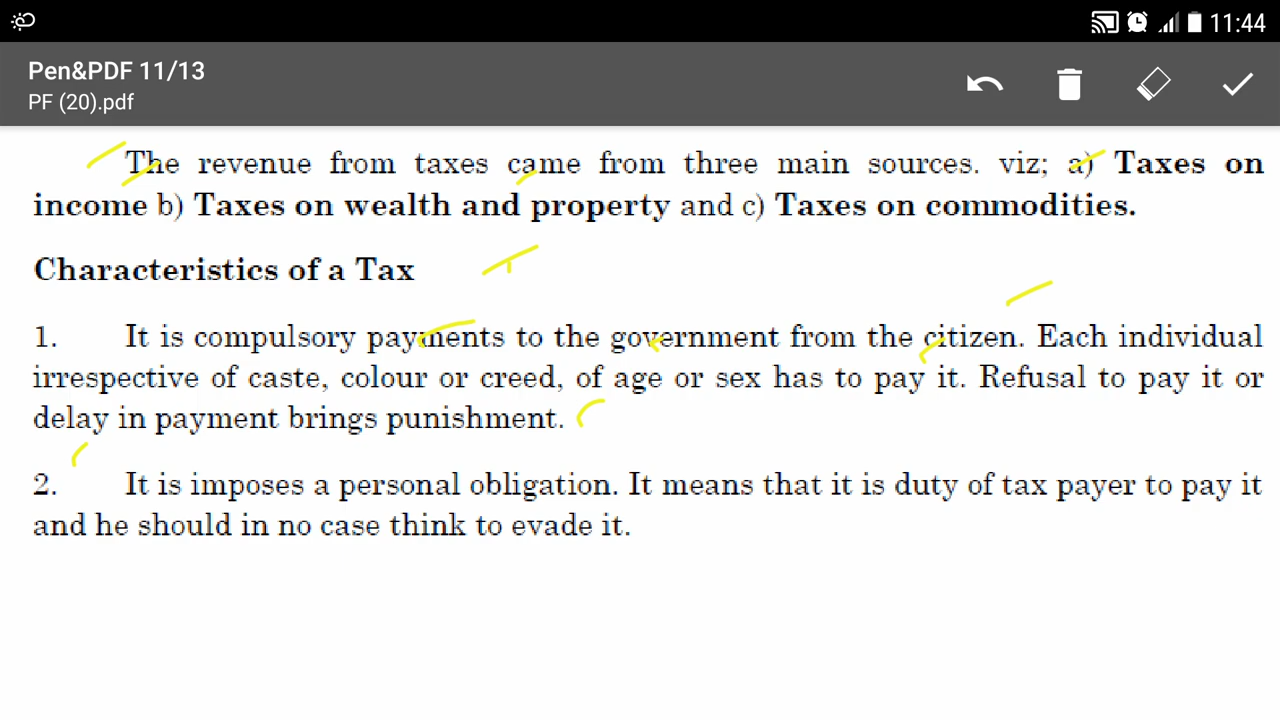 11:44
Pen&PDF 11/13
PF (20).pdf
The revenue from taxes came from three main sources. viz; a) Taxes on
income b) Taxes on wealth and property and c) Taxes on commodities.
Characteristics of a Tax
1. It is compulsory payments to the government from the citizen. Each individual
irrespective of caste, colour or creed, of age or sex has to pay it. Refusal to pay it or
delay in payment brings punishment.
2. It is imposes a personal obligation. It means that it is duty of tax payer to pay it
and he should in no case think to evade it.